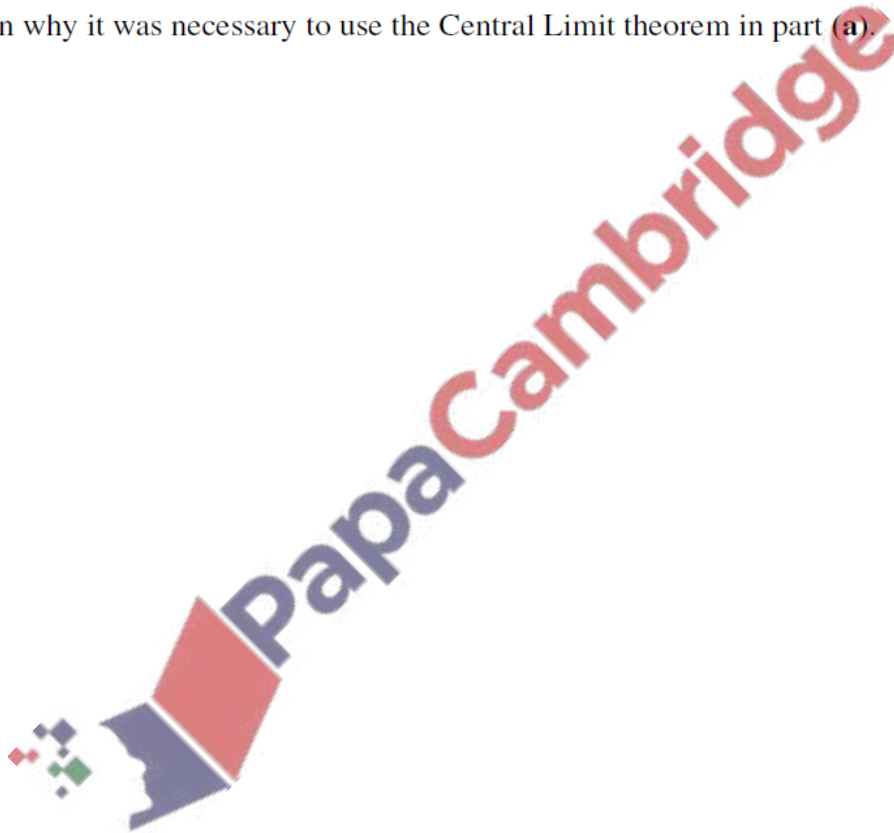 n why it was necessary to use the Central Limit theorem in part (a).
PapaCambridge